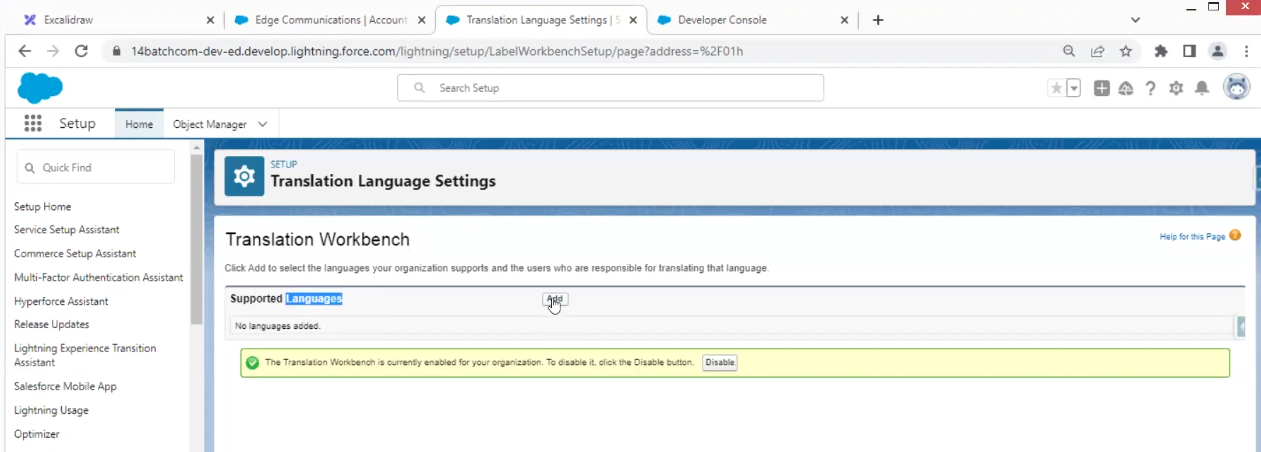 Excalidraw
Edge Communications | Account
Translation Language Settings | S
Developer Console
14batchcom-dev-ed.develop.lightning.force.com/lightning/setup/LabelWorkbenchSetup/page?address=%2F01h
Search Setup
Setup
Home
Object Manager
Quick Find
SETUP
Translation Language Settings
Setup Home
Service Setup Assistant
Commerce Setup Assistant
Multi-Factor Authentication Assistant
Hyperforce Assistant
Release Updates
Lightning Experience Transition
Assistant
Salesforce Mobile App
Lightning Usage
Optimizer
Translation Workbench
Help for this Page
Click Add to select the languages your organization supports and the users who are responsible for translating that language.
Supported Languages
Add
No languages added.
The Translation Workbench is currently enabled for your organization. To disable it, click the Disable button.
Disable